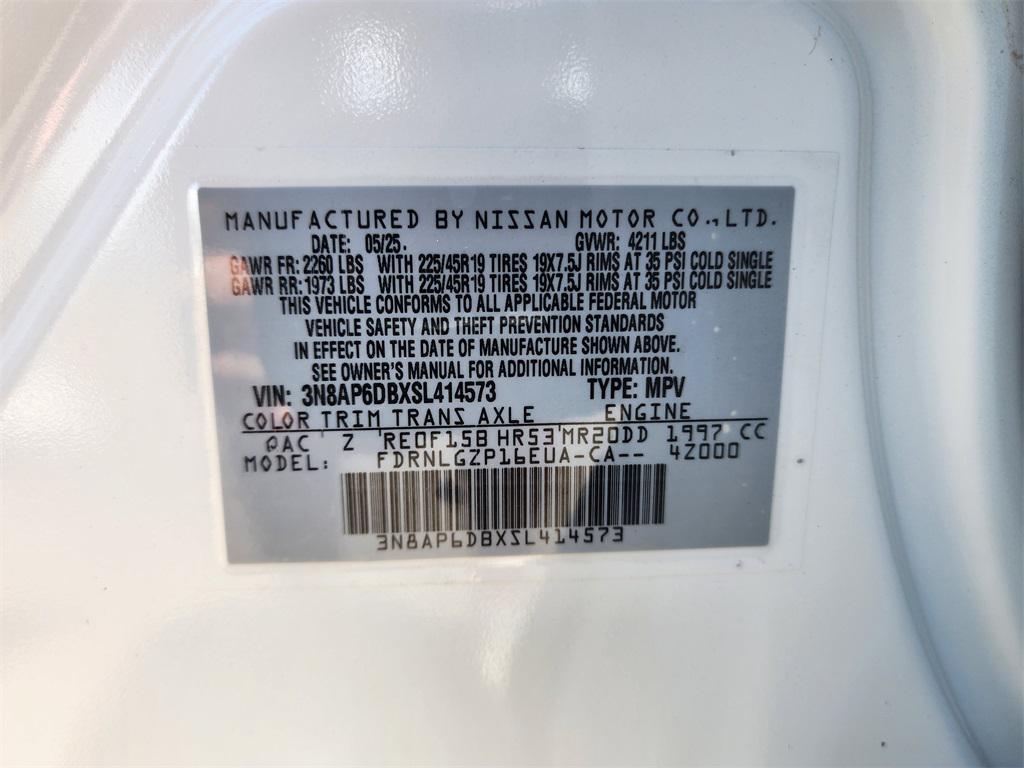 MANUFACTURED BY NISSAN MOTOR CO.,LTD.
DATE: 05/25. GVWR: 4211 LBS
GAWR FR: 2260 LBS WITH 225/45R19 TIRES 19X7.5J RIMS AT 35 PSI COLD SINGLE
GAWR RR: 1973 LBS WITH 225/45R19 TIRES 19X7.5J RIMS AT 35 PSI COLD SINGLE
THIS VEHICLE CONFORMS TO ALL APPLICABLE FEDERAL MOTOR
VEHICLE SAFETY AND THEFT PREVENTION STANDARDS
IN EFFECT ON THE DATE OF MANUFACTURE SHOWN ABOVE.
SEE OWNER'S MANUAL FOR ADDITIONAL INFORMATION.
VIN: 3N8AP6DBXSL414573 TYPE: MPV
COLOR TRIM TRANS AXLE ENGINE
QAC Z RE0F15B HR53 MR20DD 1997 CC
MODEL: FDRNLGZP16EUA-CA-- 4Z000
3N8AP6DBXSL414573